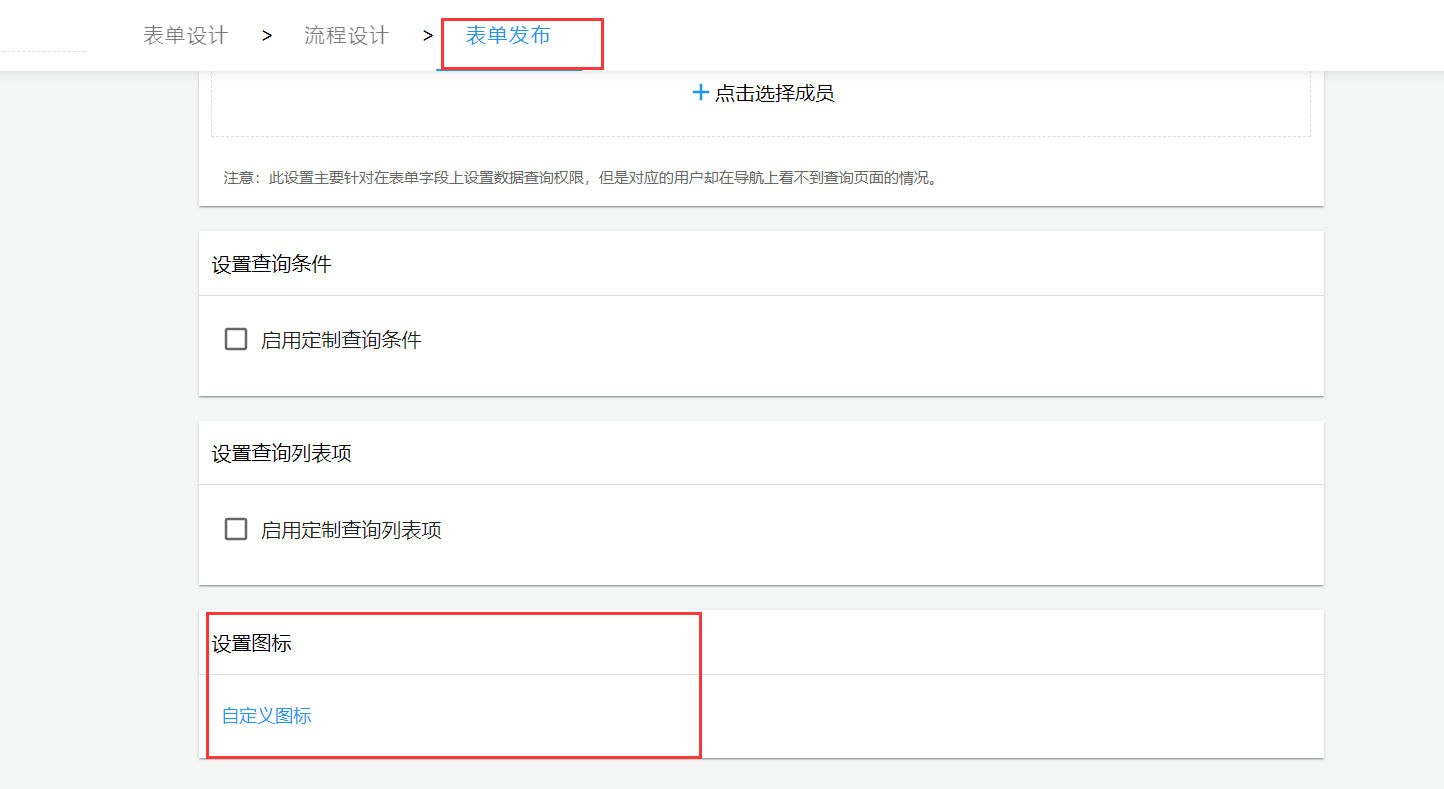 表单设计 > 流程设计 > 表单发布
+ 点击选择成员
注意：此设置主要针对在表单字段上设置数据查询权限，但是对应的用户却在导航上看不到查询页面的情况。
设置查询条件
启用定制查询条件
设置查询列表项
启用定制查询列表项
设置图标
自定义图标